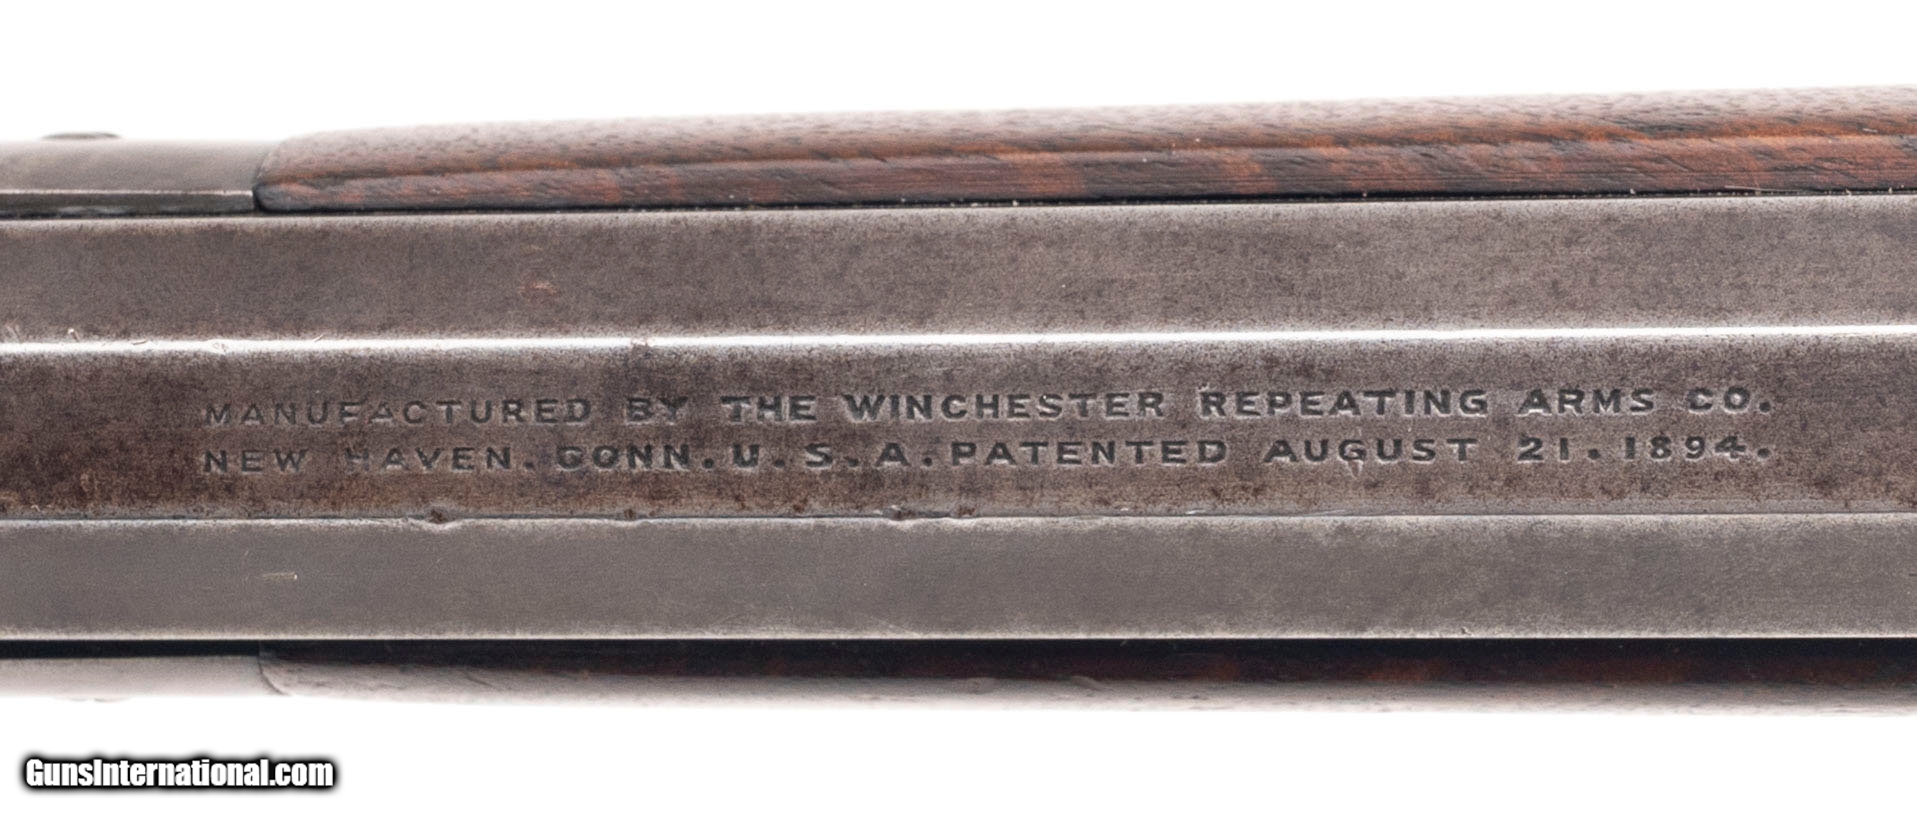 MANUFACTURED BY THE WINCHESTER REPEATING ARMS CO.
NEW HAVEN. CONN. U.S.A. PATENTED AUGUST 21. 1894.
GunsInternational.com